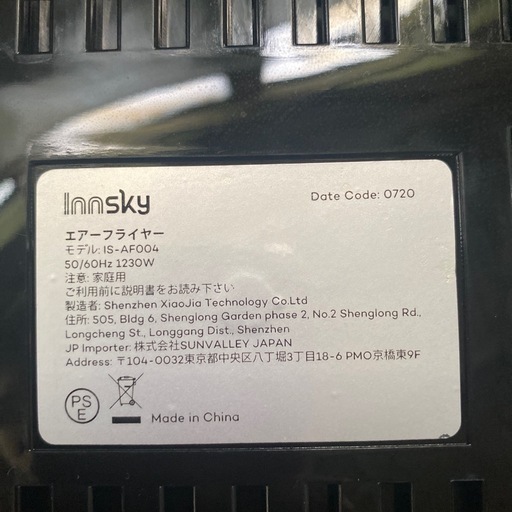 Innsky
Date Code: 0720
エアーフライヤー
モデル: IS-AF004
50/60Hz 1230W
注意: 家庭用
ご利用前に説明書をお読み下さい
製造者: Shenzhen XiaoJia Technology Co.Ltd
住所: 505, Bldg 6, Shenglong Garden phase 2, No.2 Shenglong Rd.,
Longcheng St., Longgang Dist., Shenzhen
JP Importer: 株式会社SUNVALLEY JAPAN
Address: 〒104-0032東京都中央区八丁堀3丁目18-6 PMO京橋東9F
PS
E
Made in China